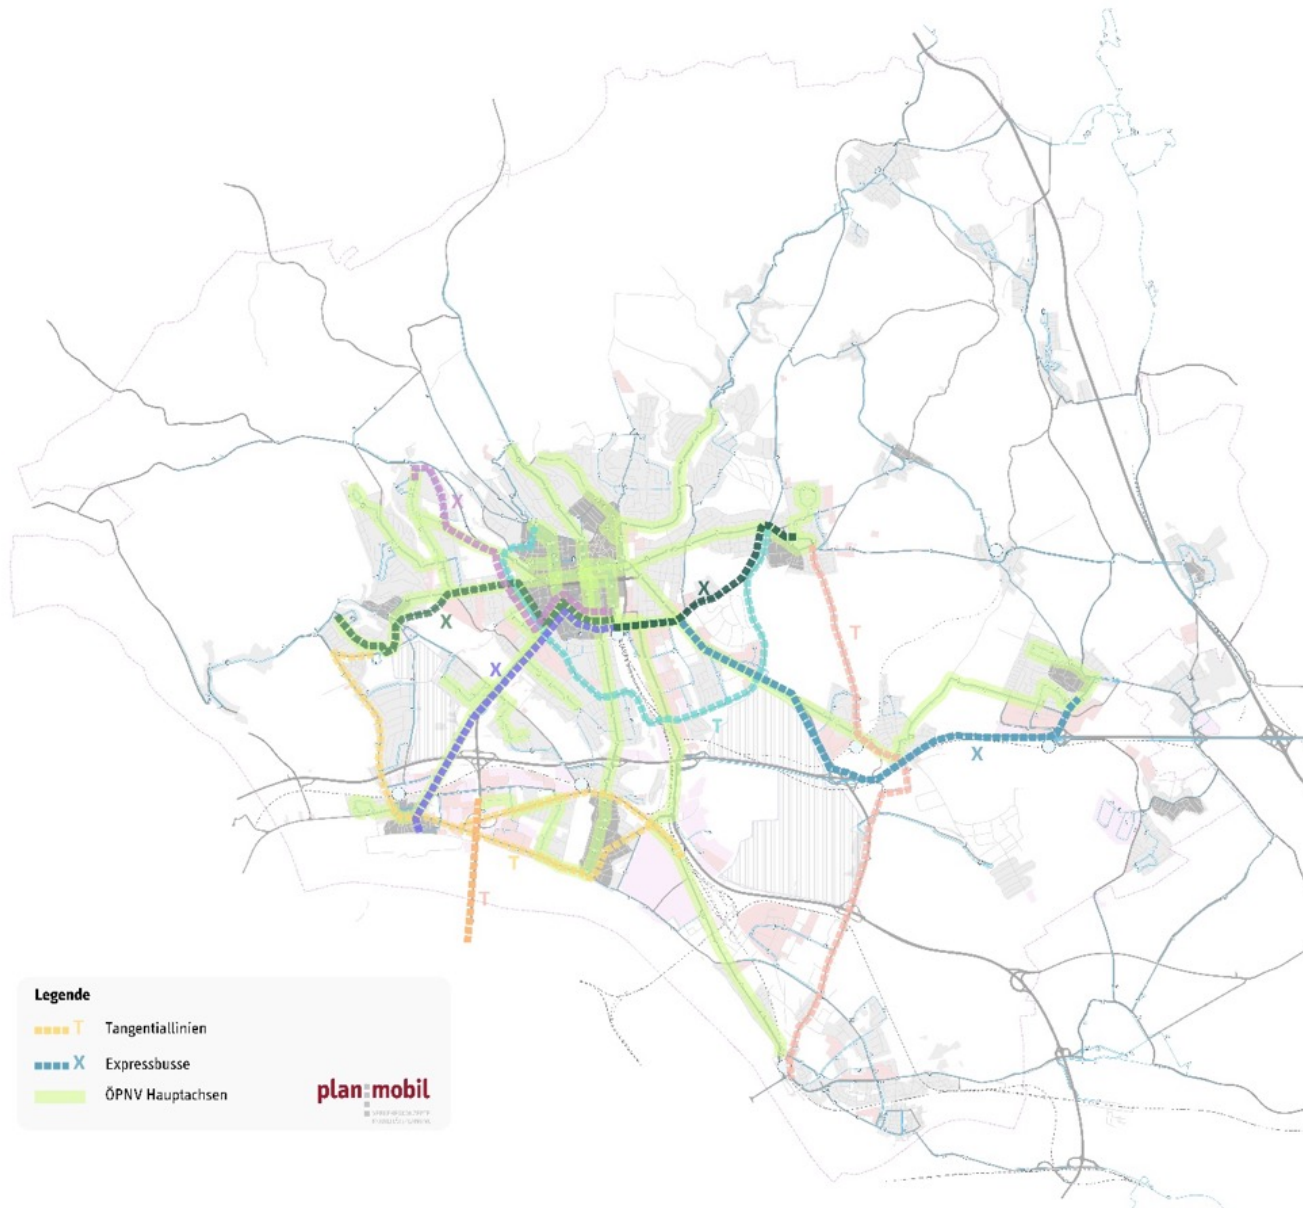 X
X
T
X
X
T
X
T
T
Legende
T Tangentiallinien
X Expressbusse
ÖPNV Hauptachsen
plan:mobil